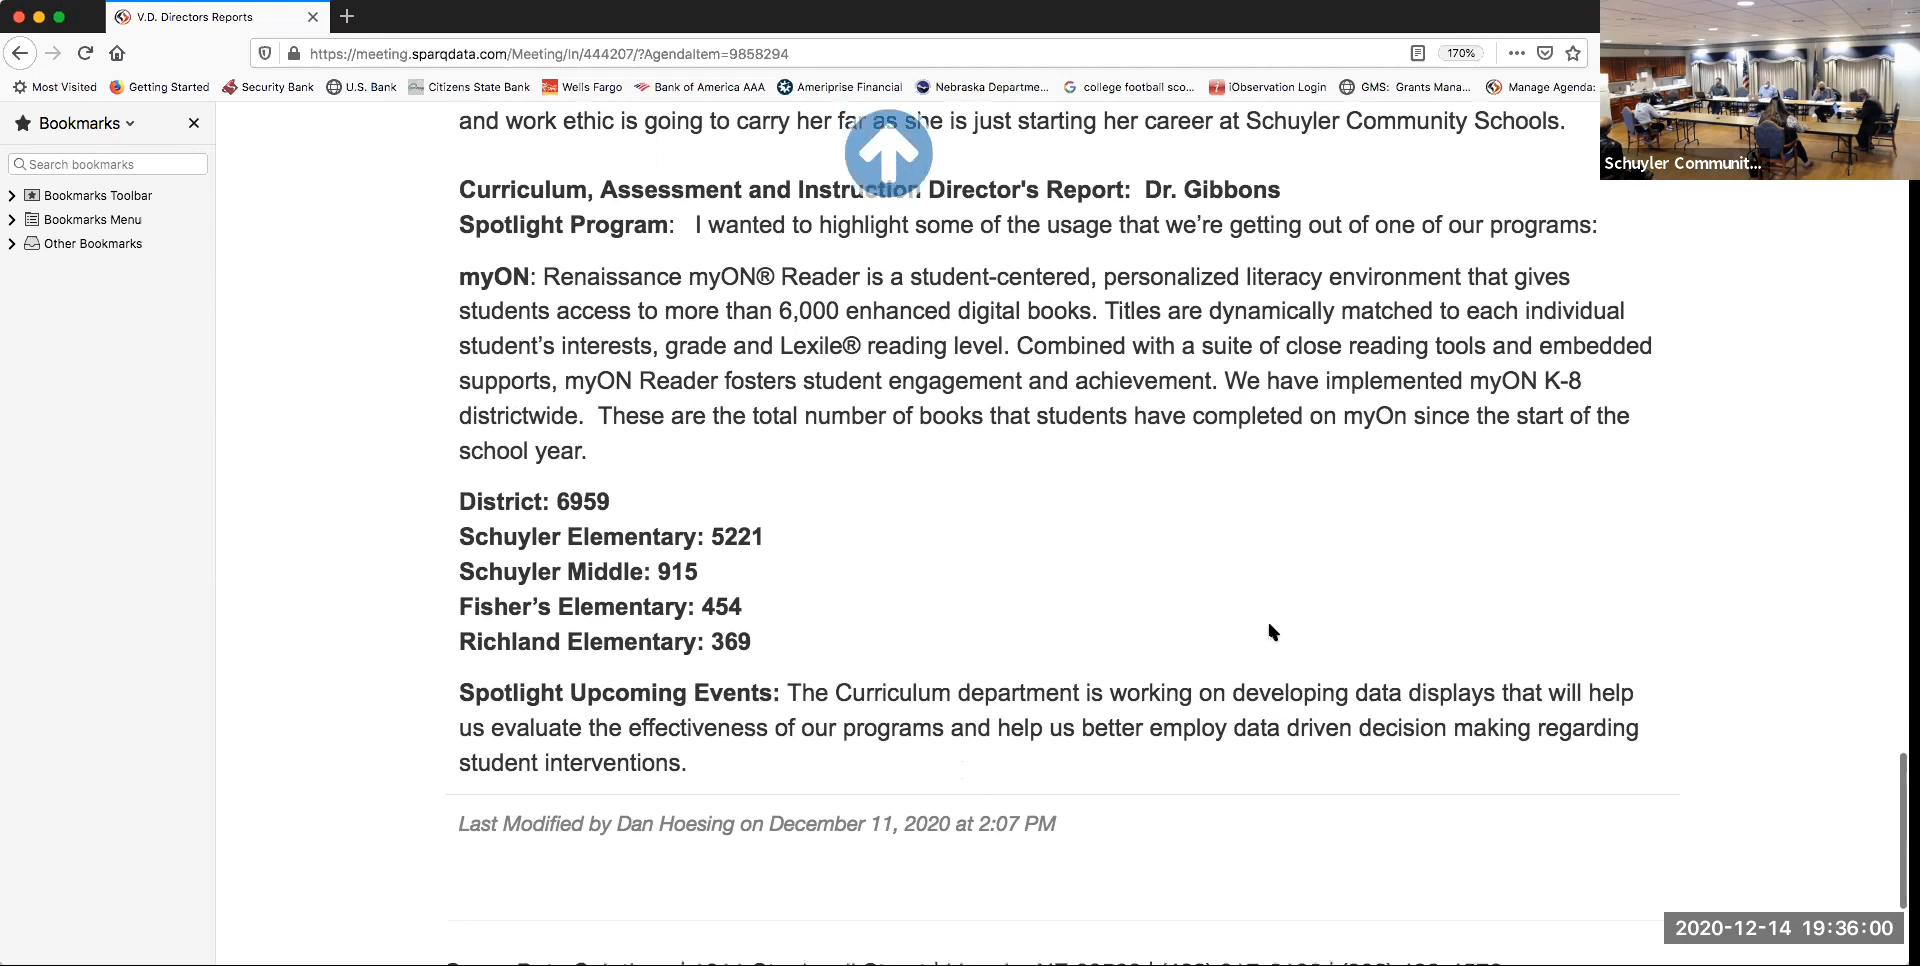 V.D. Directors Reports
https://meeting.sparqdata.com/Meeting/In/444207/?AgendaItem=9858294
170%
Most Visited
Getting Started
Security Bank
U.S. Bank
Citizens State Bank
Wells Fargo
Bank of America AAA
Ameriprise Financial
Nebraska Departme...
college football sco...
iObservation Login
GMS: Grants Mana...
Manage Agenda:
Schuyler Communit...
Bookmarks
Search bookmarks
Bookmarks Toolbar
Bookmarks Menu
Other Bookmarks
and work ethic is going to carry her far as she is just starting her career at Schuyler Community Schools.
Curriculum, Assessment and Instruction Director's Report: Dr. Gibbons
Spotlight Program: I wanted to highlight some of the usage that we’re getting out of one of our programs:
myON: Renaissance myON® Reader is a student-centered, personalized literacy environment that gives
students access to more than 6,000 enhanced digital books. Titles are dynamically matched to each individual
student’s interests, grade and Lexile® reading level. Combined with a suite of close reading tools and embedded
supports, myON Reader fosters student engagement and achievement. We have implemented myON K-8
districtwide. These are the total number of books that students have completed on myOn since the start of the
school year.
District: 6959
Schuyler Elementary: 5221
Schuyler Middle: 915
Fisher’s Elementary: 454
Richland Elementary: 369
Spotlight Upcoming Events: The Curriculum department is working on developing data displays that will help
us evaluate the effectiveness of our programs and help us better employ data driven decision making regarding
student interventions.
Last Modified by Dan Hoesing on December 11, 2020 at 2:07 PM
2020-12-14 19:36:00